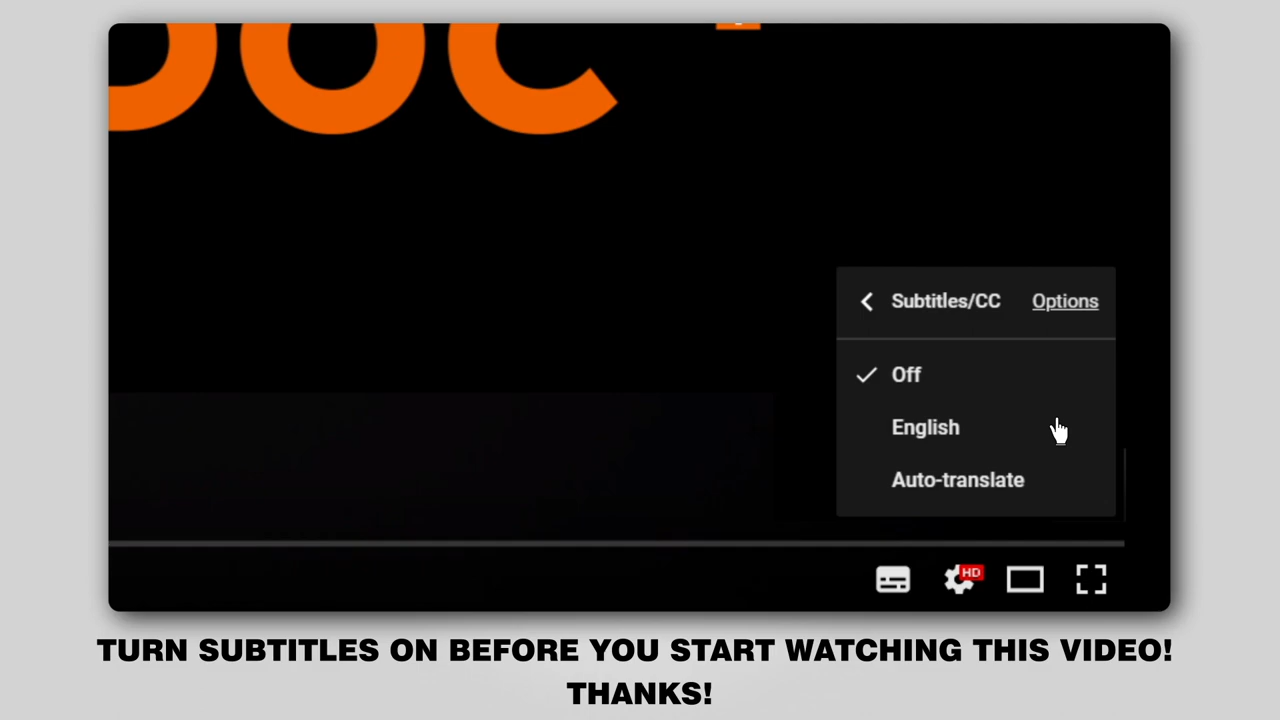 Subtitles/CC Options
Off
English
Auto-translate
HD
TURN SUBTITLES ON BEFORE YOU START WATCHING THIS VIDEO!
THANKS!